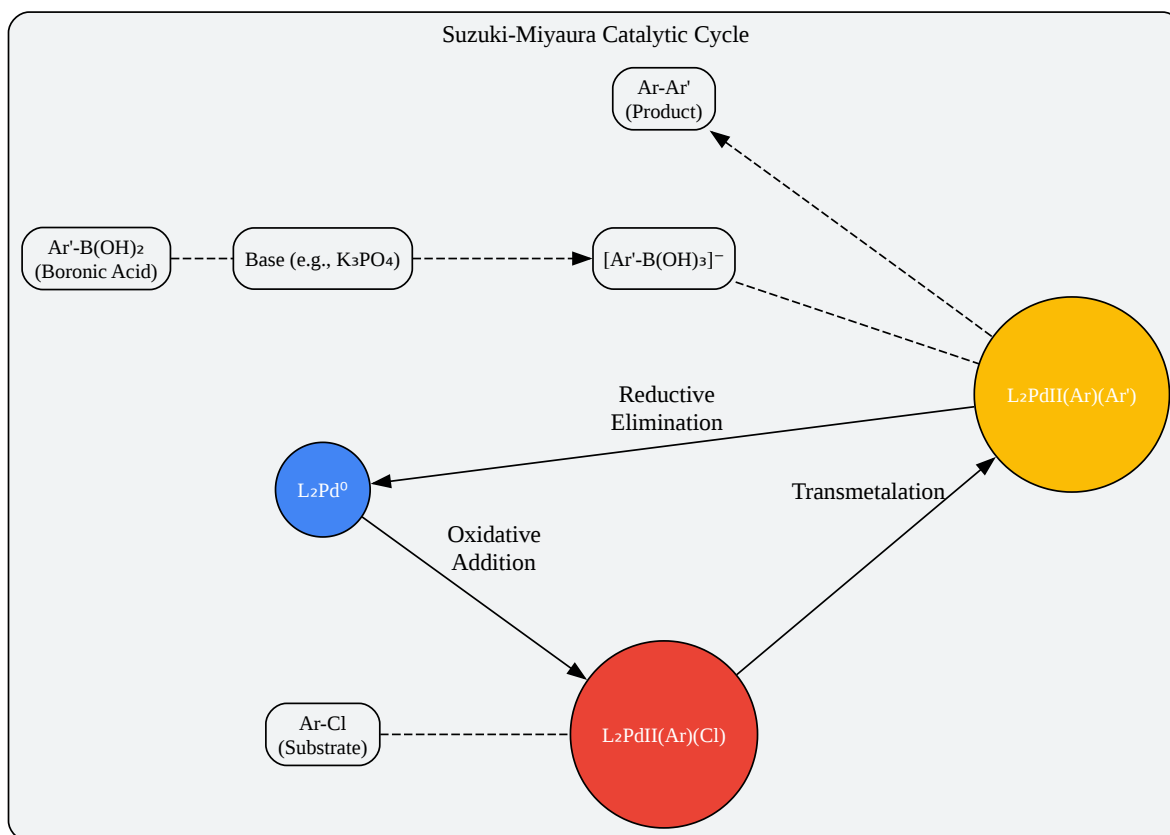 Suzuki-Miyaura Catalytic Cycle
Ar-Ar'
(Product)
Ar'-B(OH)₂
(Boronic Acid)
Base (e.g., K₃PO₄)
[Ar'-B(OH)₃]⁻
L₂PdII(Ar)(Ar')
Reductive
Elimination
L₂Pd⁰
Transmetalation
Oxidative
Addition
Ar-Cl
(Substrate)
L₂PdII(Ar)(Cl)